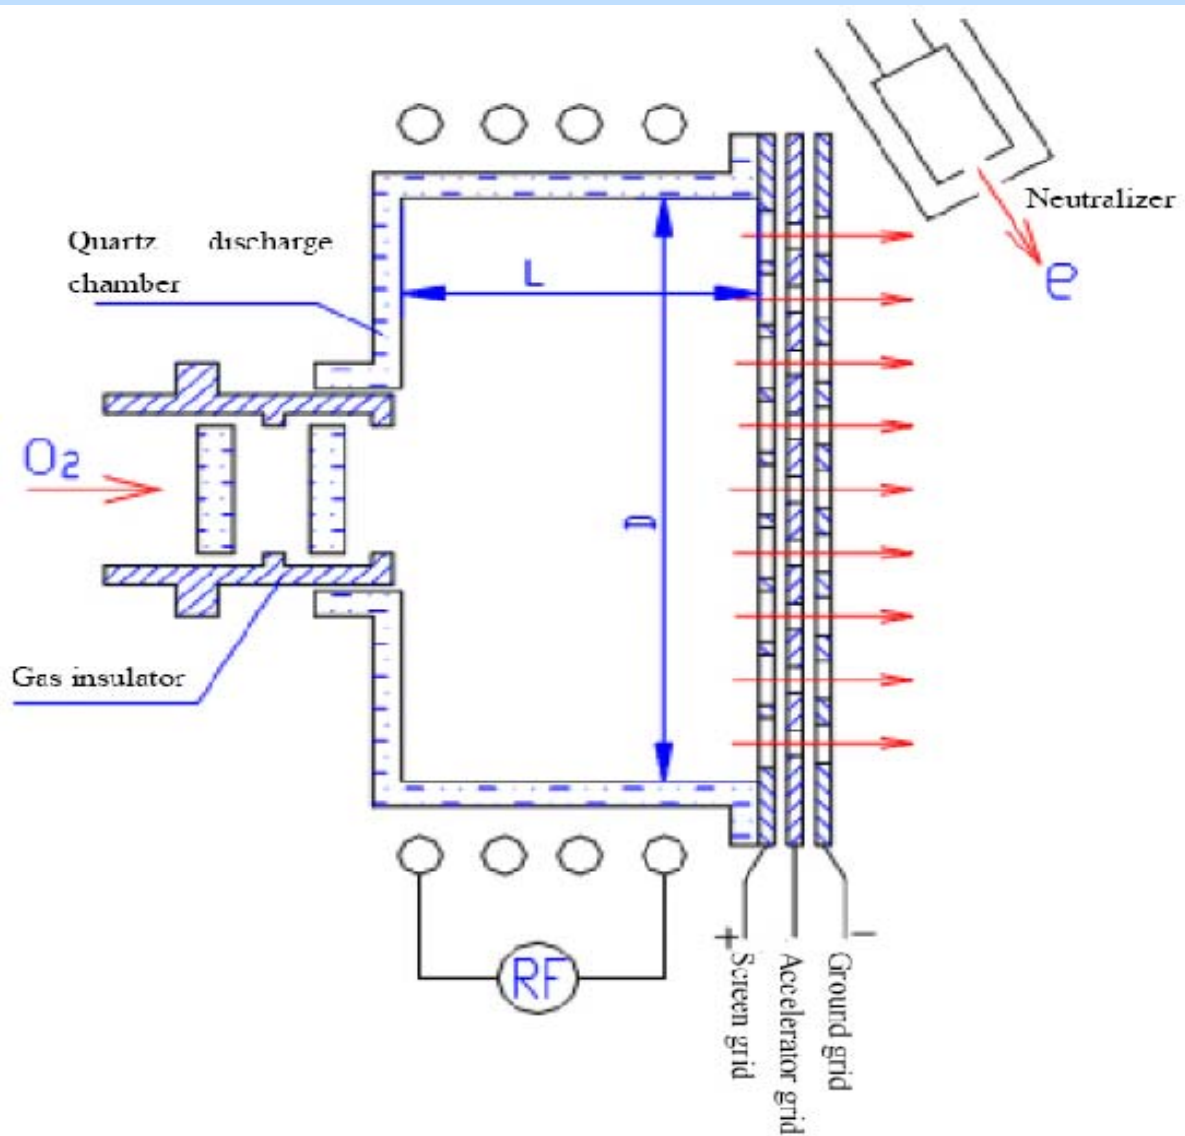 Neutralizer
e
Quartz discharge
chamber
L
O2
D
Gas insulator
RF
+
−
Screen grid
Accelerator grid
Ground grid